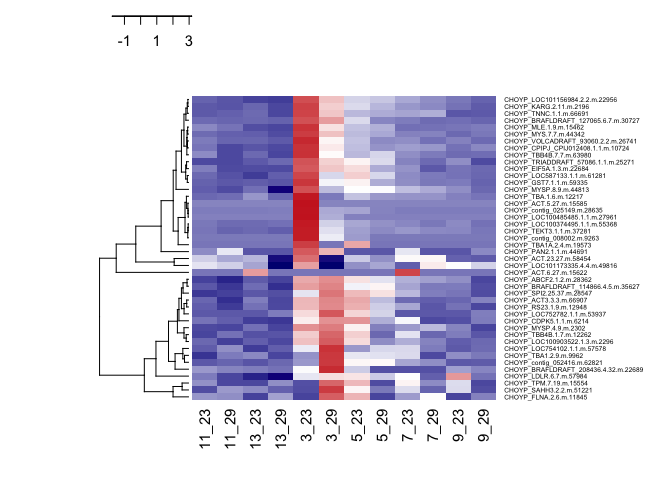 -1 1 3
CHOYP_LOC101156984.2.2.m.22956
CHOYP_KARG.2.11.m.2196
CHOYP_TNNC.1.1.m.66691
CHOYP_BRAFLDRAFT_127065.6.7.m.30727
CHOYP_MLE.1.9.m.15462
CHOYP_MYS.7.7.m.44342
CHOYP_VOLCADRAFT_93060.2.2.m.26741
CHOYP_CPIPJ_CPIJ012408.1.1.m.10724
CHOYP_TBB4B.7.7.m.63980
CHOYP_TRIADDRAFT_57086.1.1.m.25271
CHOYP_EIF5A.1.3.m.22684
CHOYP_LOC587133.1.1.m.61281
CHOYP_GST7.1.1.m.59335
CHOYP_MYSP.8.9.m.44813
CHOYP_TBA.1.6.m.12217
CHOYP_ACT.5.27.m.15585
CHOYP_contig_025149.m.28635
CHOYP_LOC100485485.1.1.m.27961
CHOYP_LOC100374495.1.1.m.55368
CHOYP_TEKT3.1.1.m.37281
CHOYP_contig_008002.m.9263
CHOYP_TBA1A.2.4.m.19573
CHOYP_PAN2.1.1.m.44691
CHOYP_ACT.23.27.m.58454
CHOYP_LOC101173335.4.4.m.49816
CHOYP_ACT.6.27.m.15622
CHOYP_ABCF2.1.2.m.28362
CHOYP_BRAFLDRAFT_114866.4.5.m.35627
CHOYP_SPI2.25.37.m.28547
CHOYP_ACT3.3.3.m.66907
CHOYP_RS23.1.9.m.12948
CHOYP_LOC752782.1.1.m.53937
CHOYP_CDPK5.1.1.m.6214
CHOYP_MYSP.4.9.m.2302
CHOYP_TBB4B.1.7.m.12262
CHOYP_LOC100903522.1.3.m.2296
CHOYP_LOC754102.1.1.m.57578
CHOYP_TBA1.2.9.m.9962
CHOYP_contig_052416.m.62821
CHOYP_BRAFLDRAFT_208436.4.32.m.22689
CHOYP_LDLR.6.7.m.57984
CHOYP_TPM.7.19.m.15554
CHOYP_SAHH3.2.2.m.51221
CHOYP_FLNA.2.6.m.11845
11_23 11_29 13_23 13_29 3_23 3_29 5_23 5_29 7_23 7_29 9_23 9_29